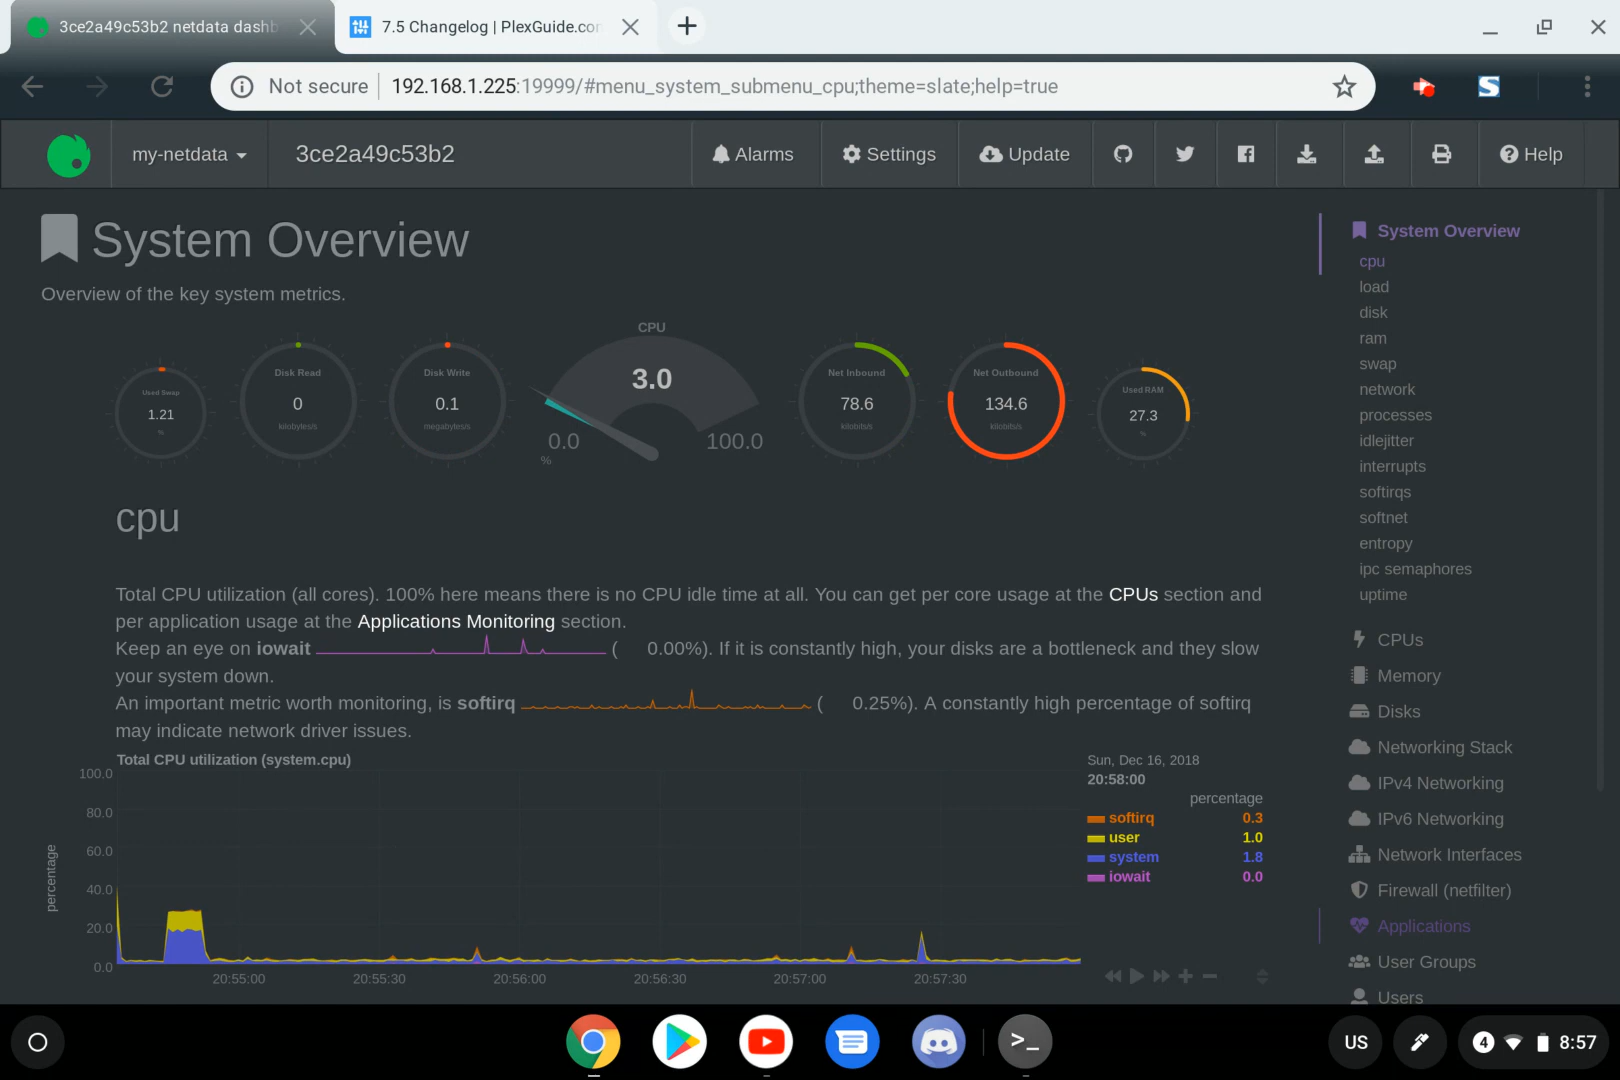 3ce2a49c53b2 netdata dashb
7.5 Changelog | PlexGuide.com
Not secure
192.168.1.225:19999/#menu_system_submenu_cpu;theme=slate;help=true
my-netdata
3ce2a49c53b2
Alarms
Settings
Update
Help
System Overview
Overview of the key system metrics.
Used Swap
1.21
%
Disk Read
0
kilobytes/s
Disk Write
0.1
megabytes/s
CPU
3.0
0.0
100.0
%
Net Inbound
78.6
kilobits/s
Net Outbound
134.6
kilobits/s
Used RAM
27.3
%
cpu
Total CPU utilization (all cores). 100% here means there is no CPU idle time at all. You can get per core usage at the CPUs section and
per application usage at the Applications Monitoring section.
Keep an eye on iowait ( 0.00%). If it is constantly high, your disks are a bottleneck and they slow
your system down.
An important metric worth monitoring, is softirq ( 0.25%). A constantly high percentage of softirq
may indicate network driver issues.
Total CPU utilization (system.cpu)
percentage
100.0
80.0
60.0
40.0
20.0
0.0
20:55:00
20:55:30
20:56:00
20:56:30
20:57:00
20:57:30
Sun, Dec 16, 2018
20:58:00
percentage
softirq 0.3
user 1.0
system 1.8
iowait 0.0
System Overview
cpu
load
disk
ram
swap
network
processes
idlejitter
interrupts
softirqs
softnet
entropy
ipc semaphores
uptime
CPUs
Memory
Disks
Networking Stack
IPv4 Networking
IPv6 Networking
Network Interfaces
Firewall (netfilter)
Applications
User Groups
Users
US
4
8:57